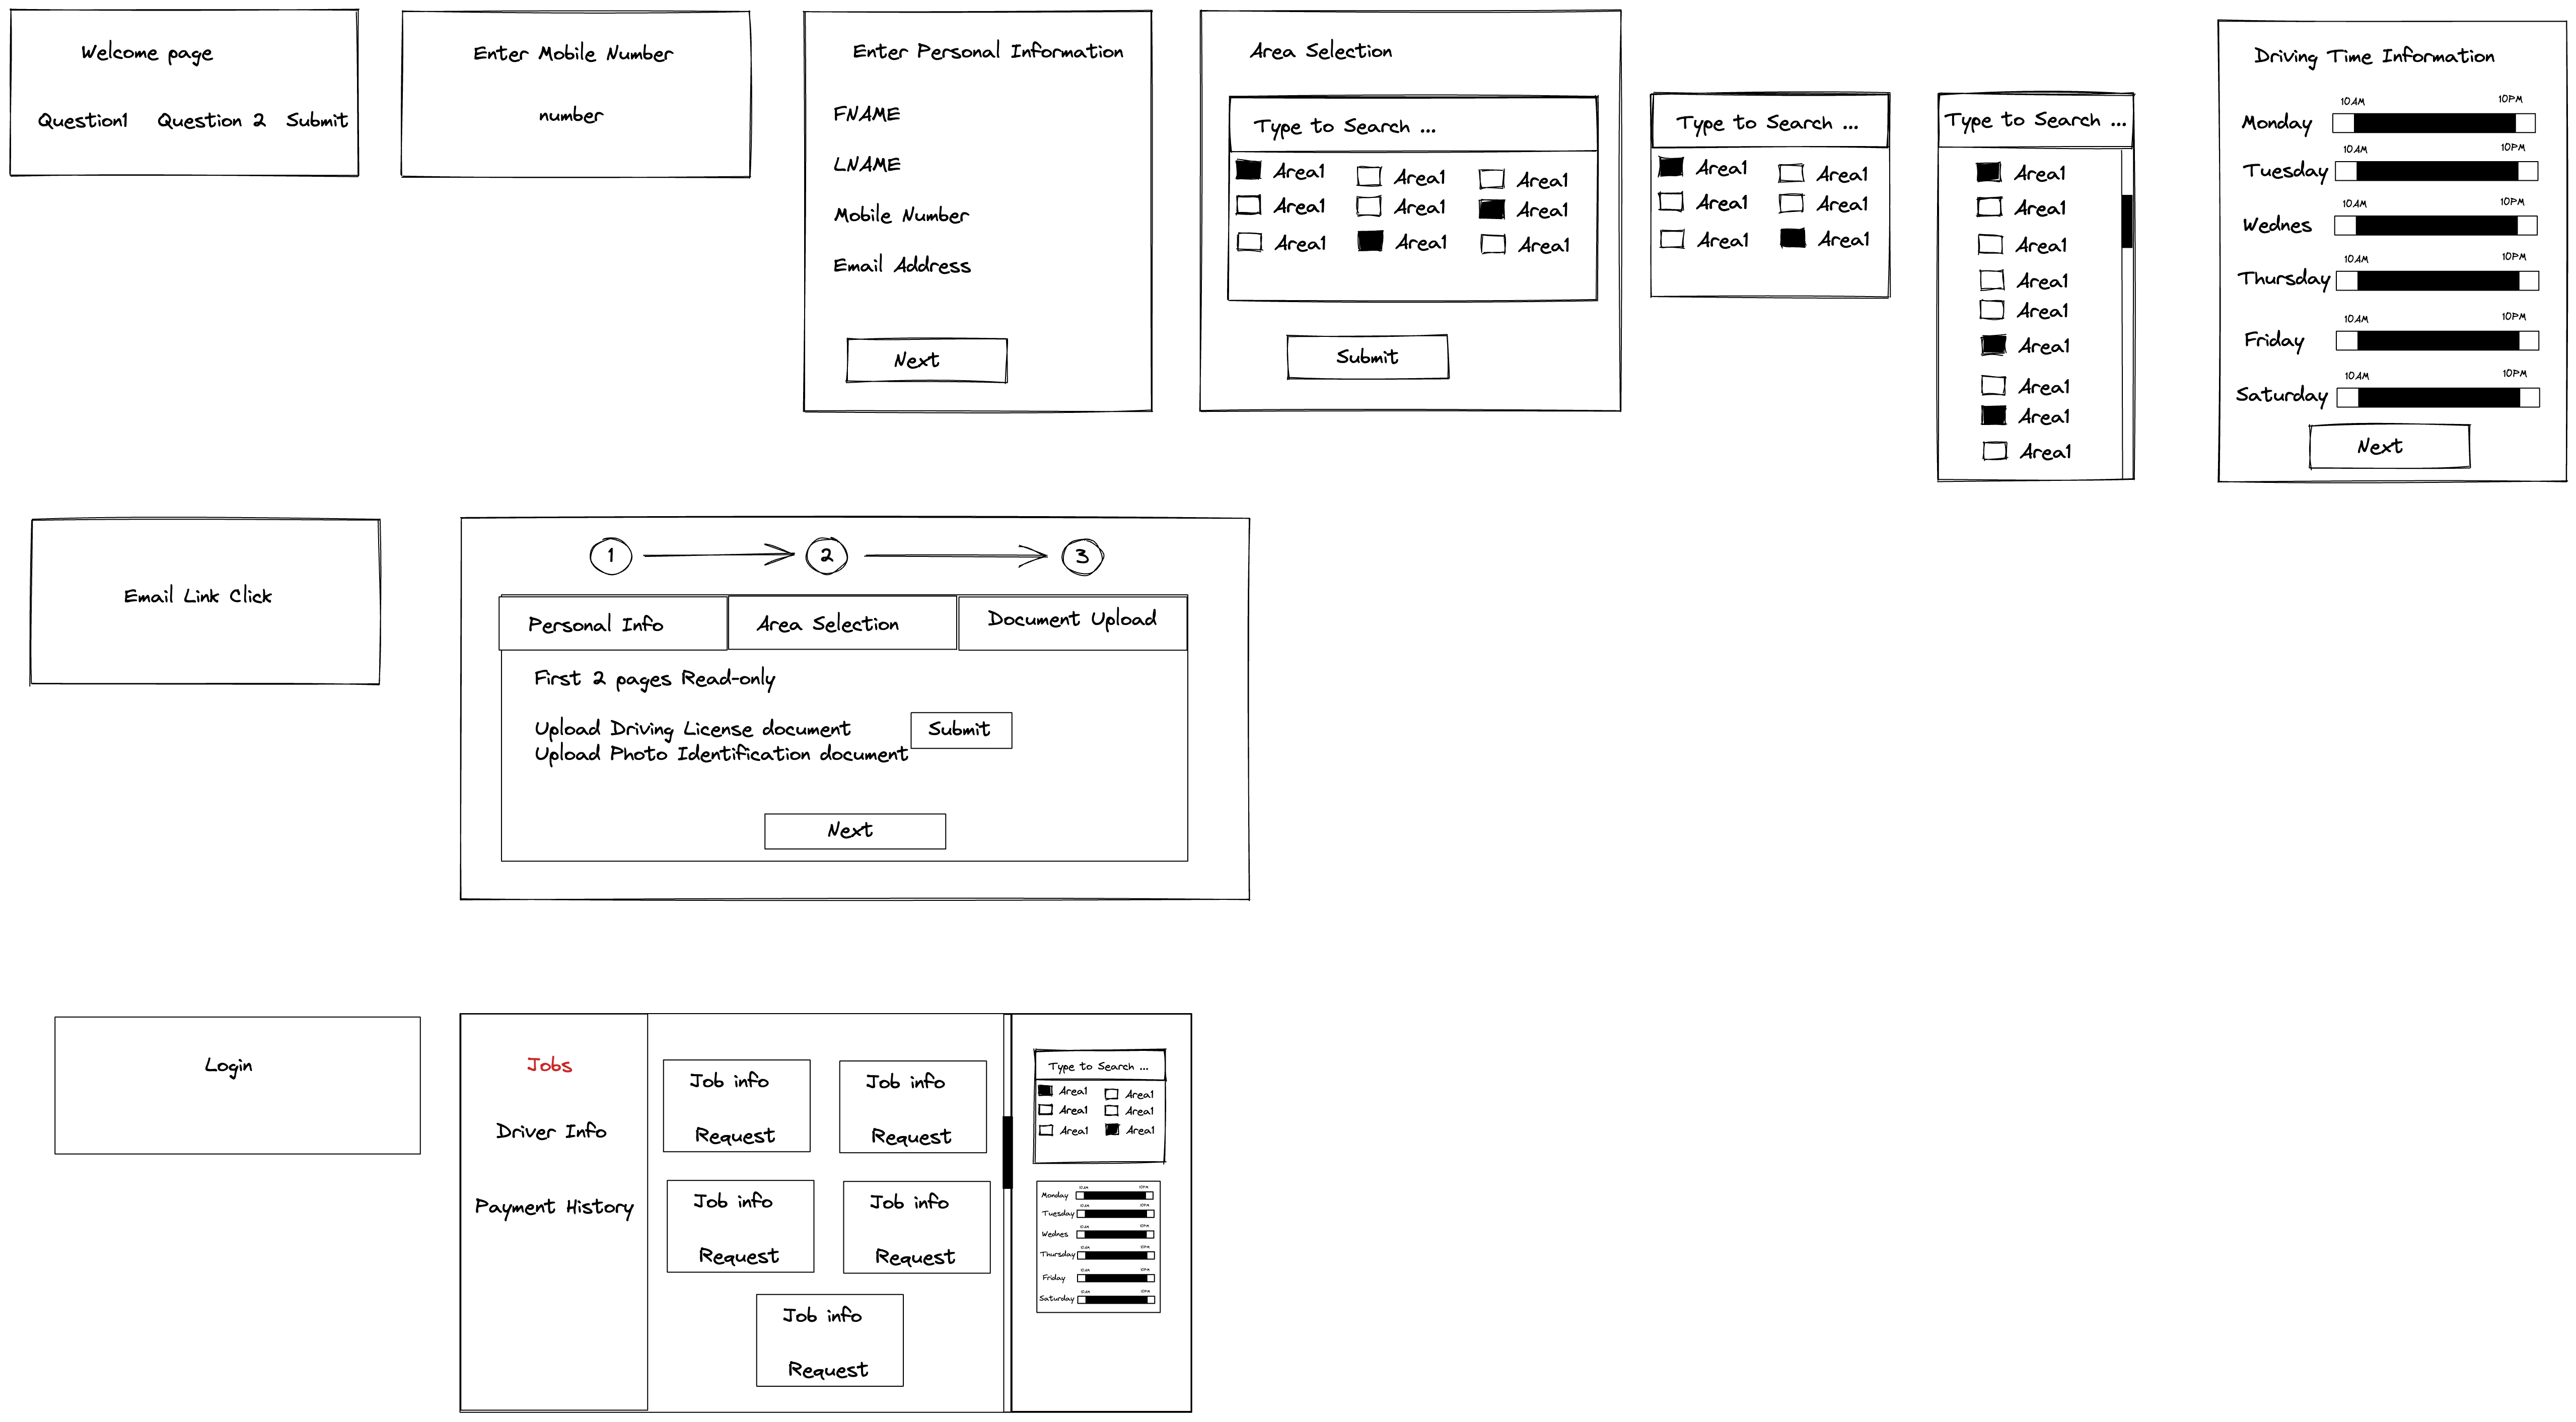 Welcome page
Question1 Question 2 Submit
Enter Mobile Number
number
Enter Personal Information
FNAME
LNAME
Mobile Number
Email Address
Next
Area Selection
Type to Search ...
Area1 Area1 Area1
Area1 Area1 Area1
Area1 Area1 Area1
Submit
Type to Search ...
Area1 Area1
Area1 Area1
Area1 Area1
Type to Search ...
Area1
Area1
Area1
Area1
Area1
Area1
Area1
Area1
Area1
Driving Time Information
10AM 10PM
Monday
10AM 10PM
Tuesday
10AM 10PM
Wednes
10AM 10PM
Thursday
10AM 10PM
Friday
10AM 10PM
Saturday
Next
Email Link Click
1 2 3
Personal Info Area Selection Document Upload
First 2 pages Read-only
Upload Driving License document Submit
Upload Photo Identification document
Next
Login
Jobs
Driver Info
Payment History
Job info Job info
Request Request
Job info Job info
Request Request
Job info
Request
Type to Search ...
Area1 Area1
Area1 Area1
Area1 Area1
10AM 10PM
Monday
10AM 10PM
Tuesday
10AM 10PM
Wednes
10AM 10PM
Thursday
10AM 10PM
Friday
10AM 10PM
Saturday